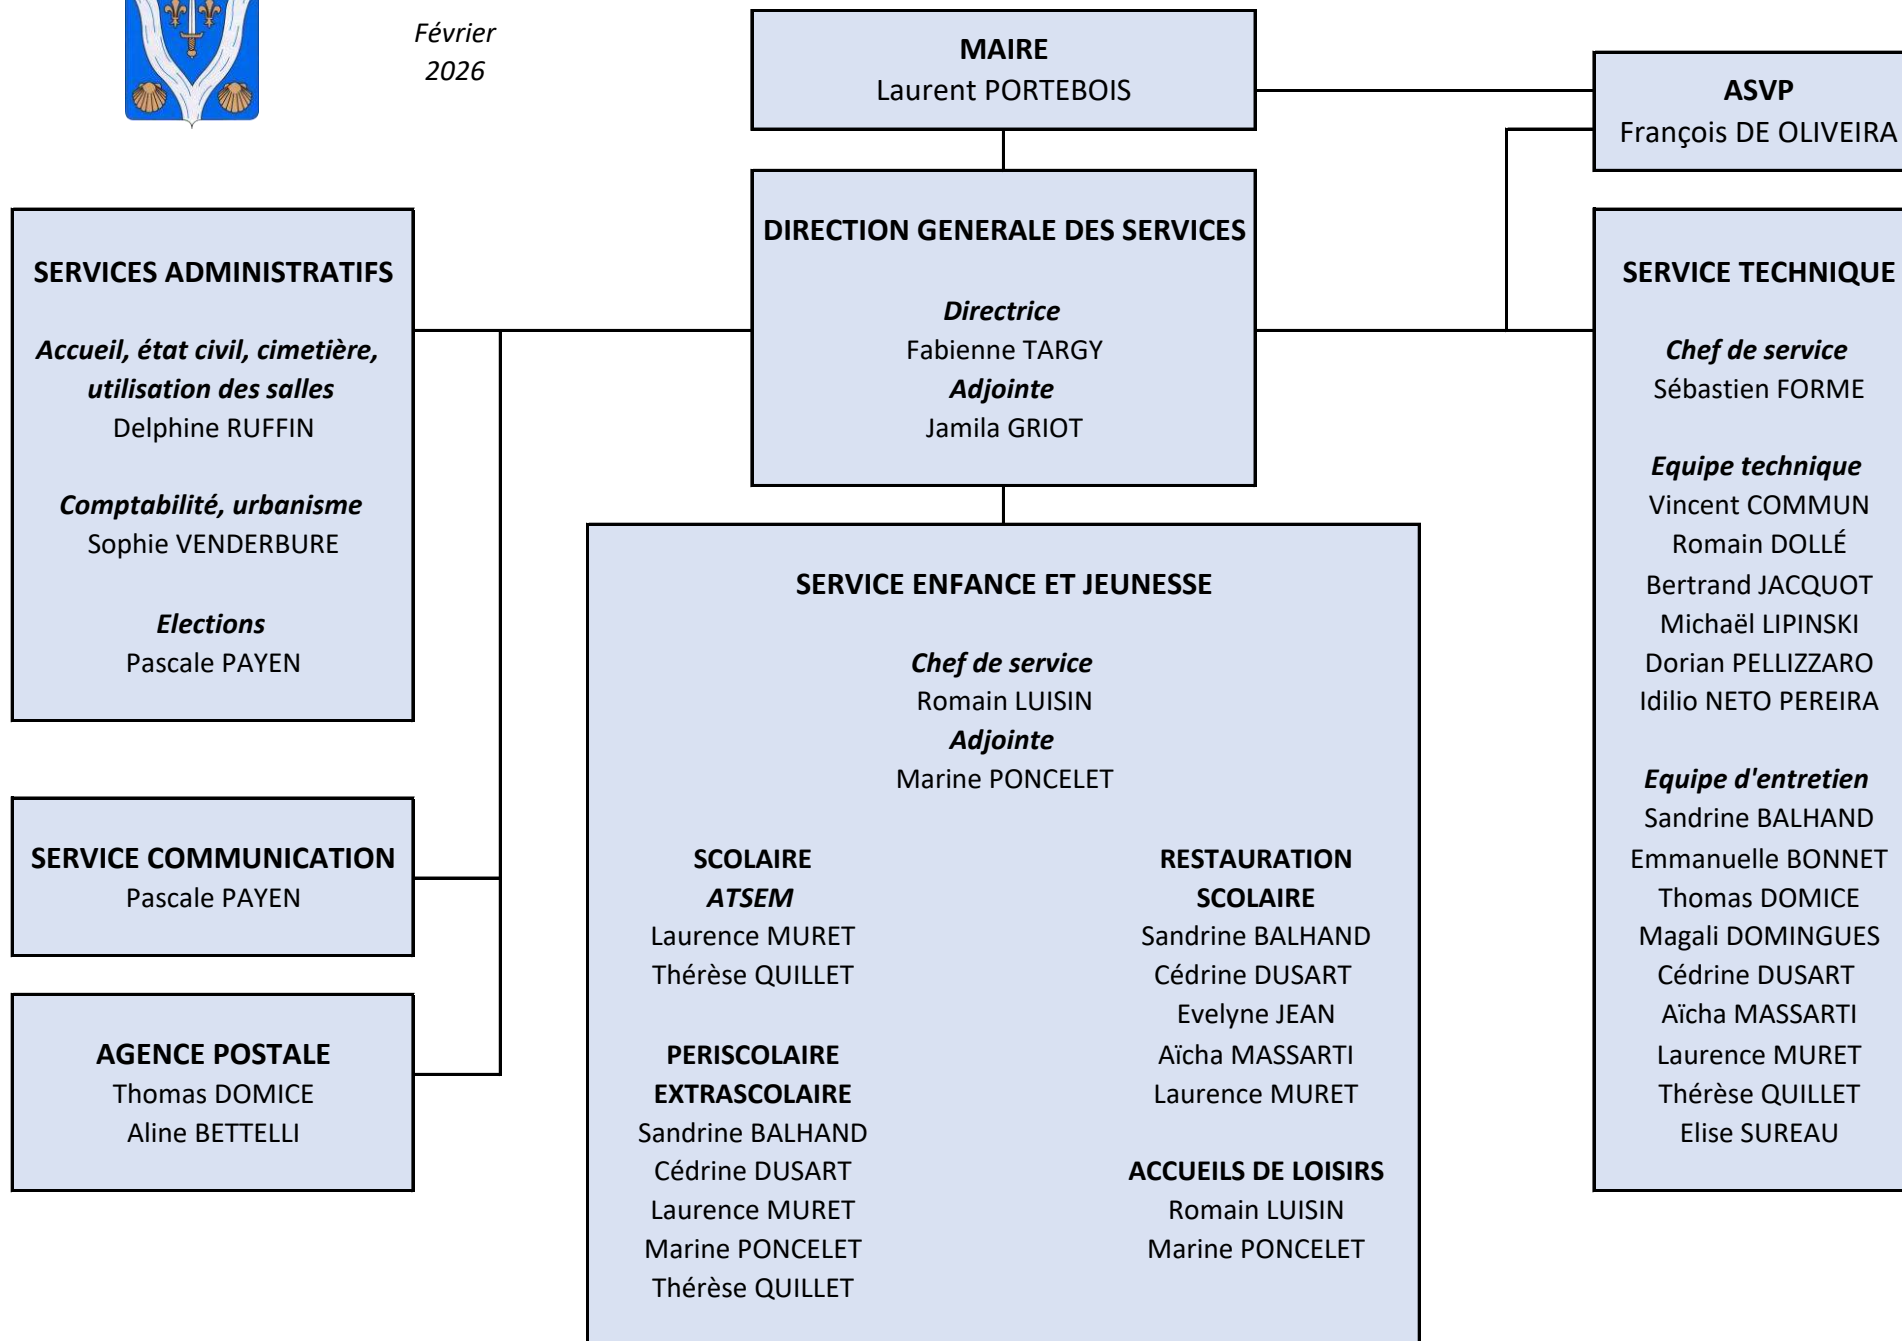 Février
2026
MAIRE
Laurent PORTEBOIS
ASVP
François DE OLIVEIRA
DIRECTION GENERALE DES SERVICES
Directrice
Fabienne TARGY
Adjointe
Jamila GRIOT
SERVICES ADMINISTRATIFS
Accueil, état civil, cimetière,
utilisation des salles
Delphine RUFFIN
Comptabilité, urbanisme
Sophie VENDERBURE
Elections
Pascale PAYEN
SERVICE COMMUNICATION
Pascale PAYEN
AGENCE POSTALE
Thomas DOMICE
Aline BETTELLI
SERVICE ENFANCE ET JEUNESSE
Chef de service
Romain LUISIN
Adjointe
Marine PONCELET
SCOLAIRE
ATSEM
Laurence MURET
Thérèse QUILLET
PERISCOLAIRE
EXTRASCOLAIRE
Sandrine BALHAND
Cédrine DUSART
Laurence MURET
Marine PONCELET
Thérèse QUILLET
RESTAURATION
SCOLAIRE
Sandrine BALHAND
Cédrine DUSART
Evelyne JEAN
Aïcha MASSARTI
Laurence MURET
ACCUEILS DE LOISIRS
Romain LUISIN
Marine PONCELET
SERVICE TECHNIQUE
Chef de service
Sébastien FORME
Equipe technique
Vincent COMMUN
Romain DOLLÉ
Bertrand JACQUOT
Michaël LIPINSKI
Dorian PELLIZZARO
Idilio NETO PEREIRA
Equipe d'entretien
Sandrine BALHAND
Emmanuelle BONNET
Thomas DOMICE
Magali DOMINGUES
Cédrine DUSART
Aïcha MASSARTI
Laurence MURET
Thérèse QUILLET
Elise SUREAU